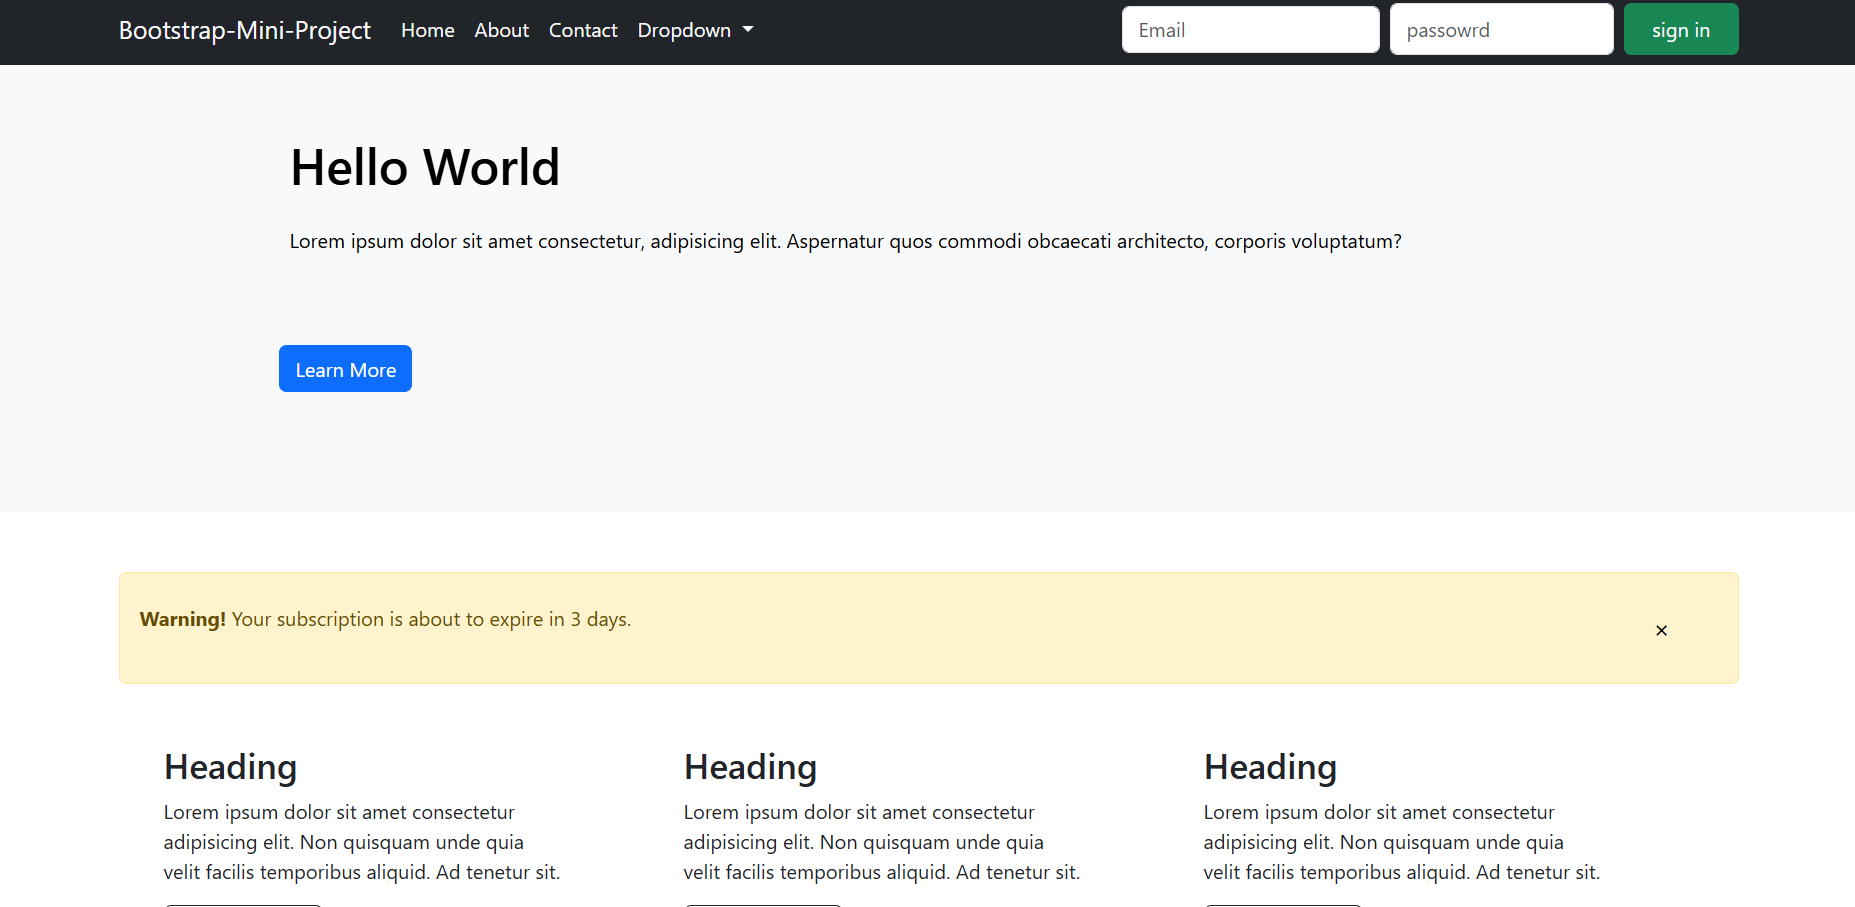 Bootstrap-Mini-Project Home About Contact Dropdown Email passowrd sign in
Hello World
Lorem ipsum dolor sit amet consectetur, adipisicing elit. Aspernatur quos commodi obcaecati architecto, corporis voluptatum?
Learn More
Warning! Your subscription is about to expire in 3 days. ×
Heading
Lorem ipsum dolor sit amet consectetur
adipisicing elit. Non quisquam unde quia
velit facilis temporibus aliquid. Ad tenetur sit.
Heading
Lorem ipsum dolor sit amet consectetur
adipisicing elit. Non quisquam unde quia
velit facilis temporibus aliquid. Ad tenetur sit.
Heading
Lorem ipsum dolor sit amet consectetur
adipisicing elit. Non quisquam unde quia
velit facilis temporibus aliquid. Ad tenetur sit.